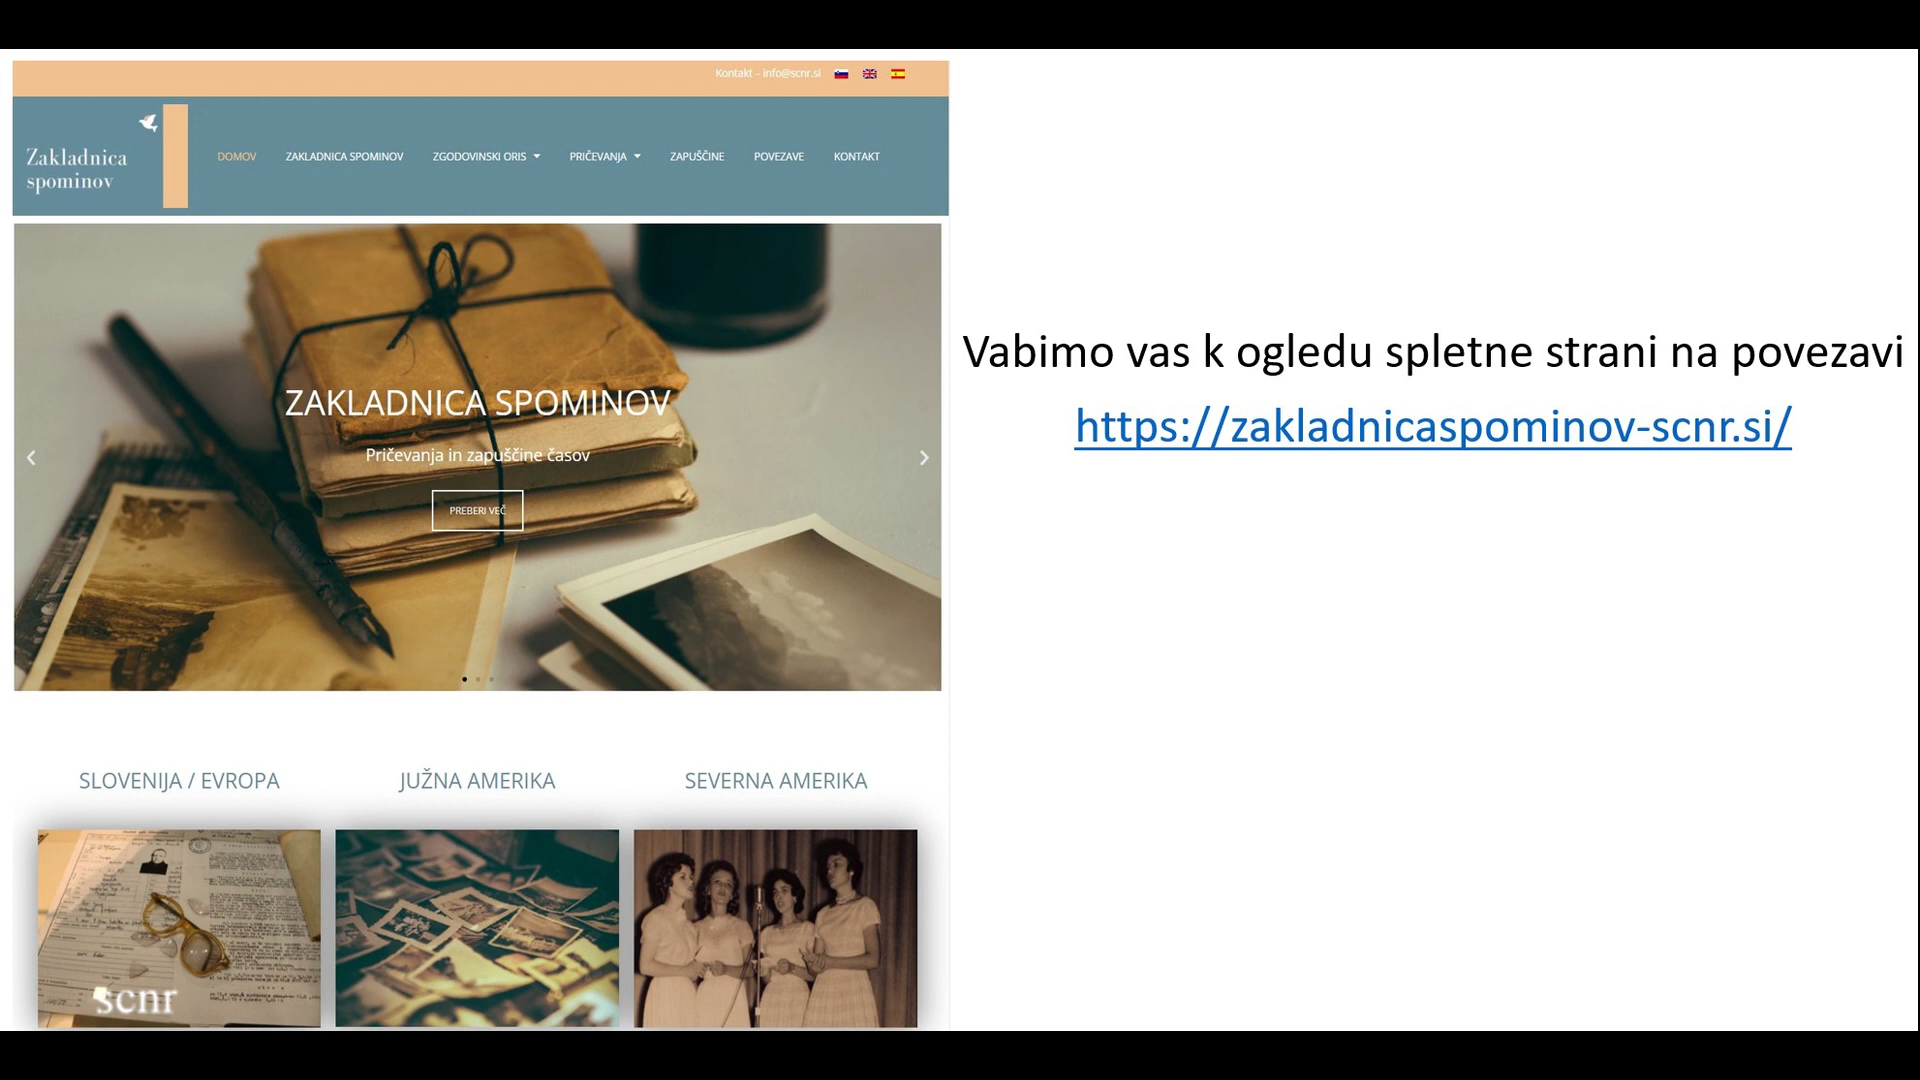 Kontakt – info@scnr.si
Zakladnica
spominov
DOMOV
ZAKLADNICA SPOMINOV
ZGODOVINSKI ORIS
PRIČEVANJA
ZAPUŠČINE
POVEZAVE
KONTAKT
ZAKLADNICA SPOMINOV
Pričevanja in zapuščine časov
PREBERI VEČ
SLOVENIJA / EVROPA
JUŽNA AMERIKA
SEVERNA AMERIKA
scnr
Vabimo vas k ogledu spletne strani na povezavi
https://zakladnicaspominov-scnr.si/